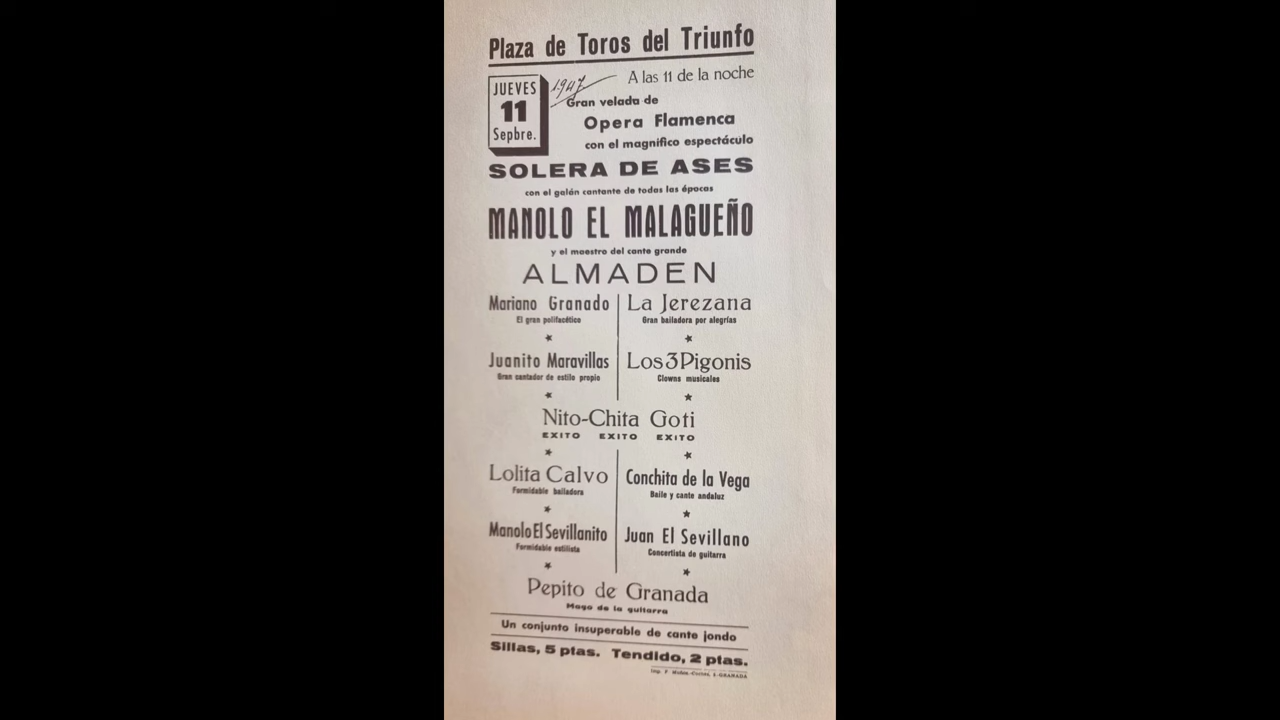 Plaza de Toros del Triunfo
JUEVES
11
Sepbre.
1947
A las 11 de la noche
Gran velada de
Opera Flamenca
con el magnífico espectáculo
SOLERA DE ASES
con el galán cantante de todas las épocas
MANOLO EL MALAGUEÑO
y el maestro del cante grande
ALMADEN
Mariano Granado
El gran polifacético
La Jerezana
Gran bailadora por alegrías
Juanito Maravillas
Gran cantador de estilo propio
Los 3 Pigonis
Clowns musicales
Nito-Chita Goti
EXITO EXITO EXITO
Lolita Calvo
Formidable bailadora
Conchita de la Vega
Baile y cante andaluz
Manolo El Sevillanito
Formidable estilista
Juan El Sevillano
Concertista de guitarra
Pepito de Granada
Mago de la guitarra
Un conjunto insuperable de cante jondo
Sillas, 5 ptas. Tendido, 2 ptas.
Imp. GRANADA